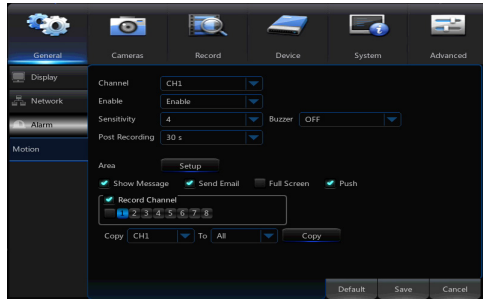 General Cameras Record Device System Advanced
Display
Network
Alarm
Motion
Channel CH1
Enable Enable
Sensitivity 4 Buzzer OFF
Post Recording 30 s
Area Setup
Show Message Send Email Full Screen Push
Record Channel
1 2 3 4 5 6 7 8
Copy CH1 To All Copy
Default Save Cancel